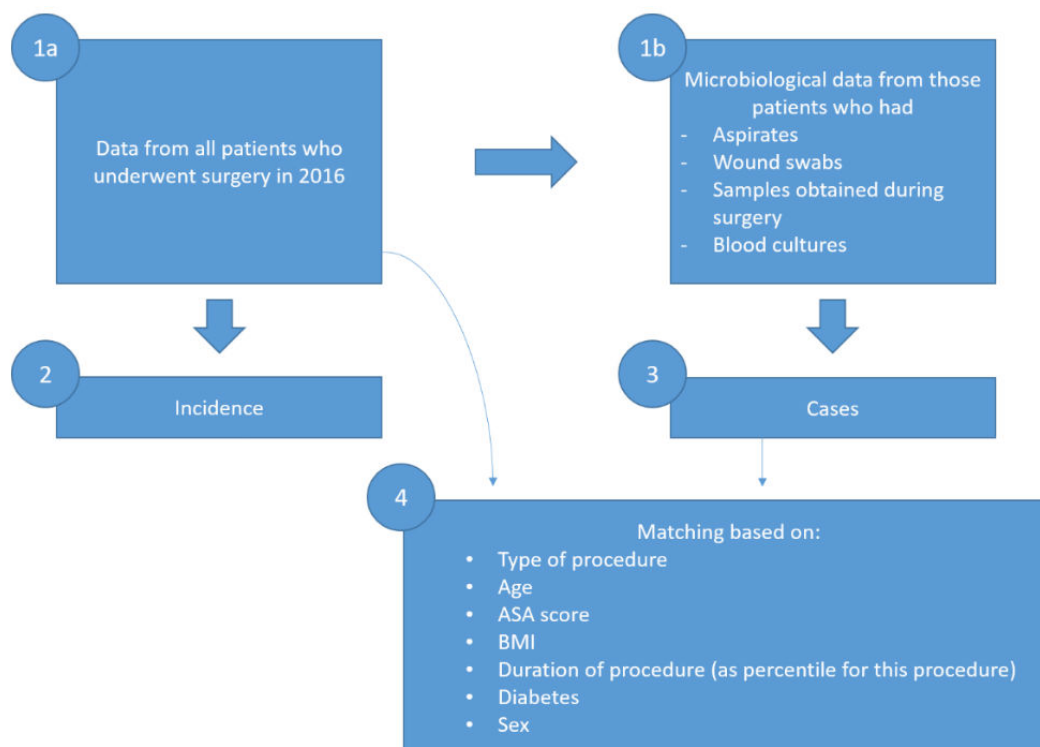 1a
Data from all patients who
underwent surgery in 2016
1b
Microbiological data from those
patients who had
- Aspirates
- Wound swabs
- Samples obtained during
surgery
- Blood cultures
2
Incidence
3
Cases
4
Matching based on:
• Type of procedure
• Age
• ASA score
• BMI
• Duration of procedure (as percentile for this procedure)
• Diabetes
• Sex